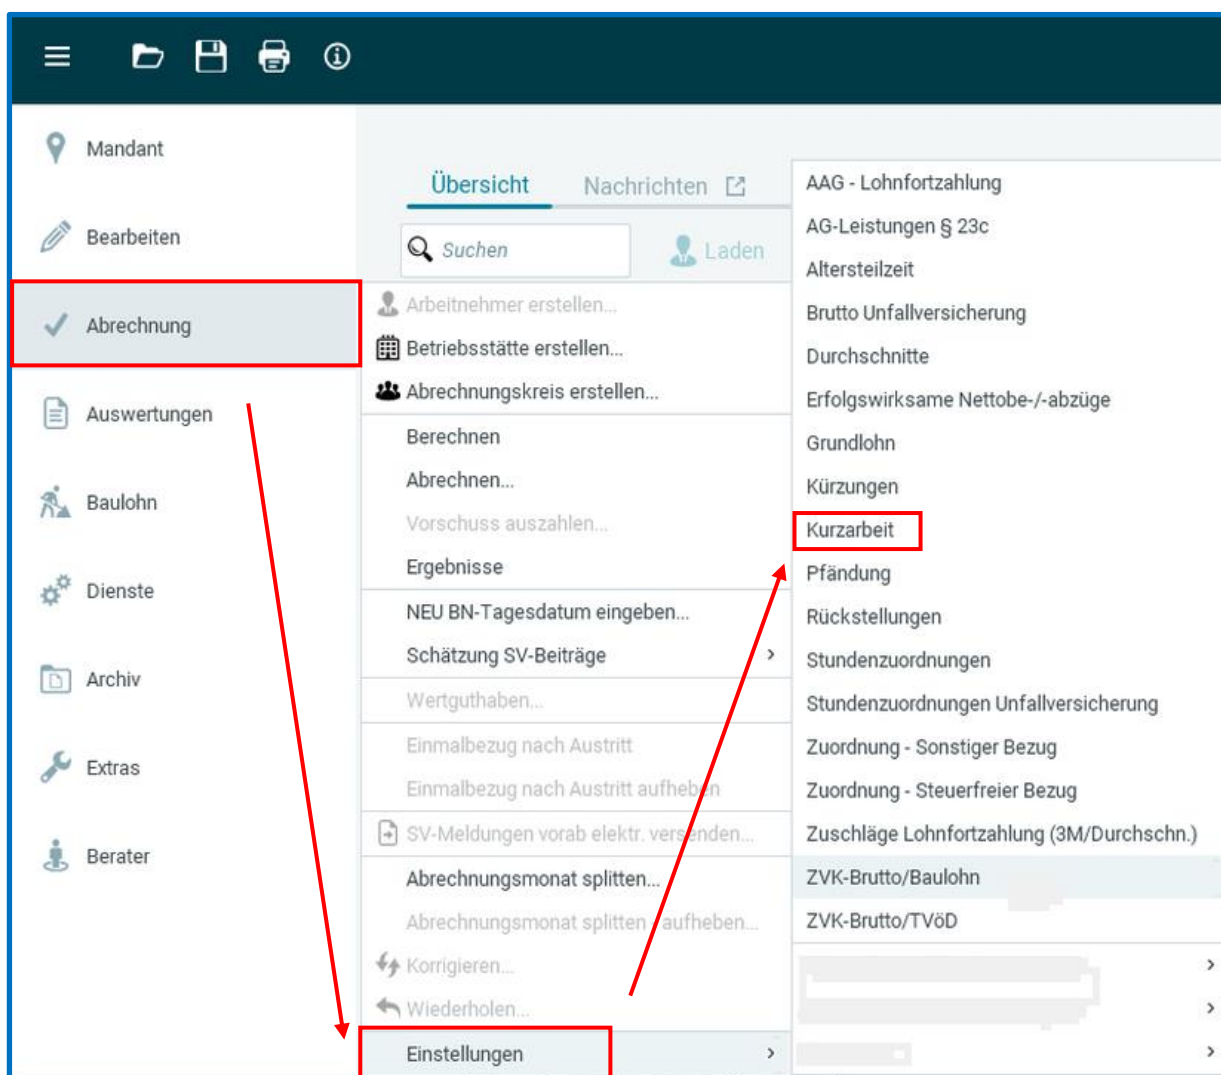 Mandant
Bearbeiten
Abrechnung
Auswertungen
Baulohn
Dienste
Archiv
Extras
Berater
Übersicht
Nachrichten
Suchen
Laden
Arbeitnehmer erstellen...
Betriebsstätte erstellen...
Abrechnungskreis erstellen...
Berechnen
Abrechnen...
Vorschuss auszahlen...
Ergebnisse
NEU BN-Tagesdatum eingeben...
Schätzung SV-Beiträge
Wertguthaben...
Einmalbezug nach Austritt
Einmalbezug nach Austritt aufheben
SV-Meldungen vorab elektr. versenden...
Abrechnungsmonat splitten...
Abrechnungsmonat splitten - aufheben...
Korrigieren...
Wiederholen...
Einstellungen
AAG - Lohnfortzahlung
AG-Leistungen § 23c
Altersteilzeit
Brutto Unfallversicherung
Durchschnitte
Erfolgswirksame Nettobe-/-abzüge
Grundlohn
Kürzungen
Kurzarbeit
Pfändung
Rückstellungen
Stundenzuordnungen
Stundenzuordnungen Unfallversicherung
Zuordnung - Sonstiger Bezug
Zuordnung - Steuerfreier Bezug
Zuschläge Lohnfortzahlung (3M/Durchschn.)
ZVK-Brutto/Baulohn
ZVK-Brutto/TVöD